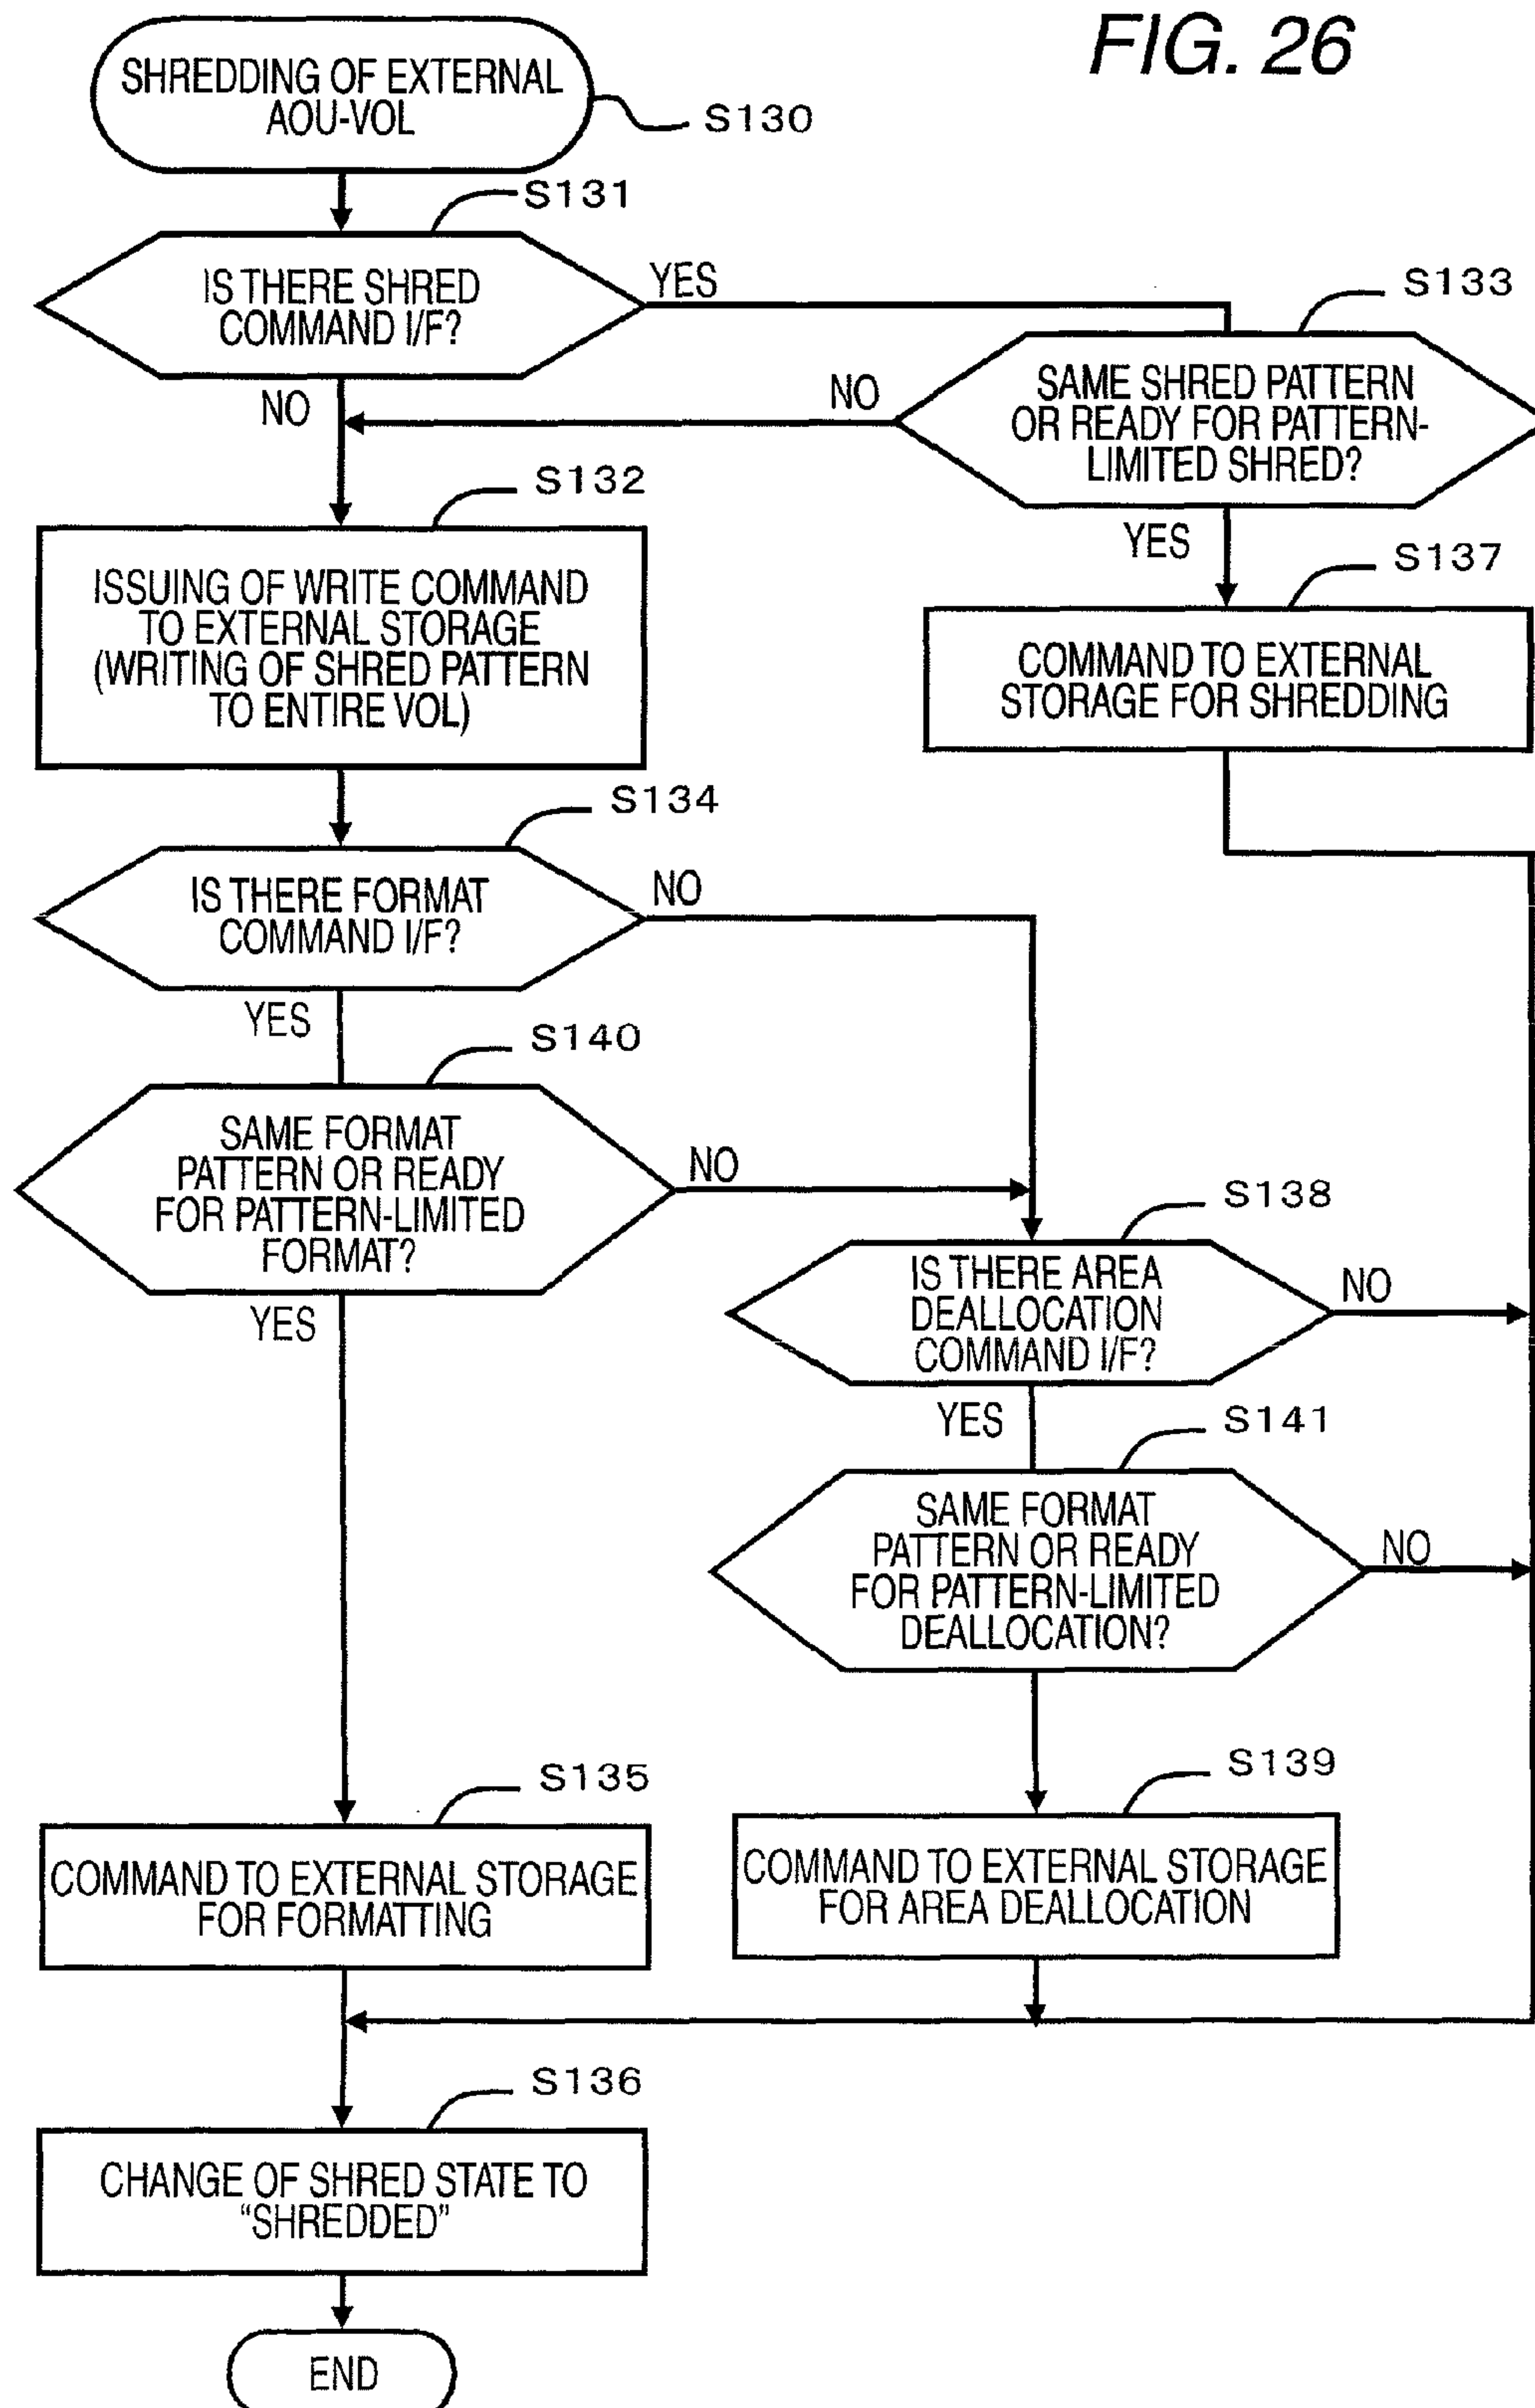 FIG. 26
SHREDDING OF EXTERNAL
AOU-VOL
S130
S131
IS THERE SHRED
COMMAND I/F?
YES
NO
S133
SAME SHRED PATTERN
OR READY FOR PATTERN-
LIMITED SHRED?
NO
YES
S132
ISSUING OF WRITE COMMAND
TO EXTERNAL STORAGE
(WRITING OF SHRED PATTERN
TO ENTIRE VOL)
S137
COMMAND TO EXTERNAL
STORAGE FOR SHREDDING
S134
IS THERE FORMAT
COMMAND I/F?
NO
YES
S140
SAME FORMAT
PATTERN OR READY
FOR PATTERN-LIMITED
FORMAT?
NO
YES
S138
IS THERE AREA
DEALLOCATION
COMMAND I/F?
NO
YES
S141
SAME FORMAT
PATTERN OR READY
FOR PATTERN-LIMITED
DEALLOCATION?
NO
S135
COMMAND TO EXTERNAL STORAGE
FOR FORMATTING
S139
COMMAND TO EXTERNAL STORAGE
FOR AREA DEALLOCATION
S136
CHANGE OF SHRED STATE TO
“SHREDDED”
END